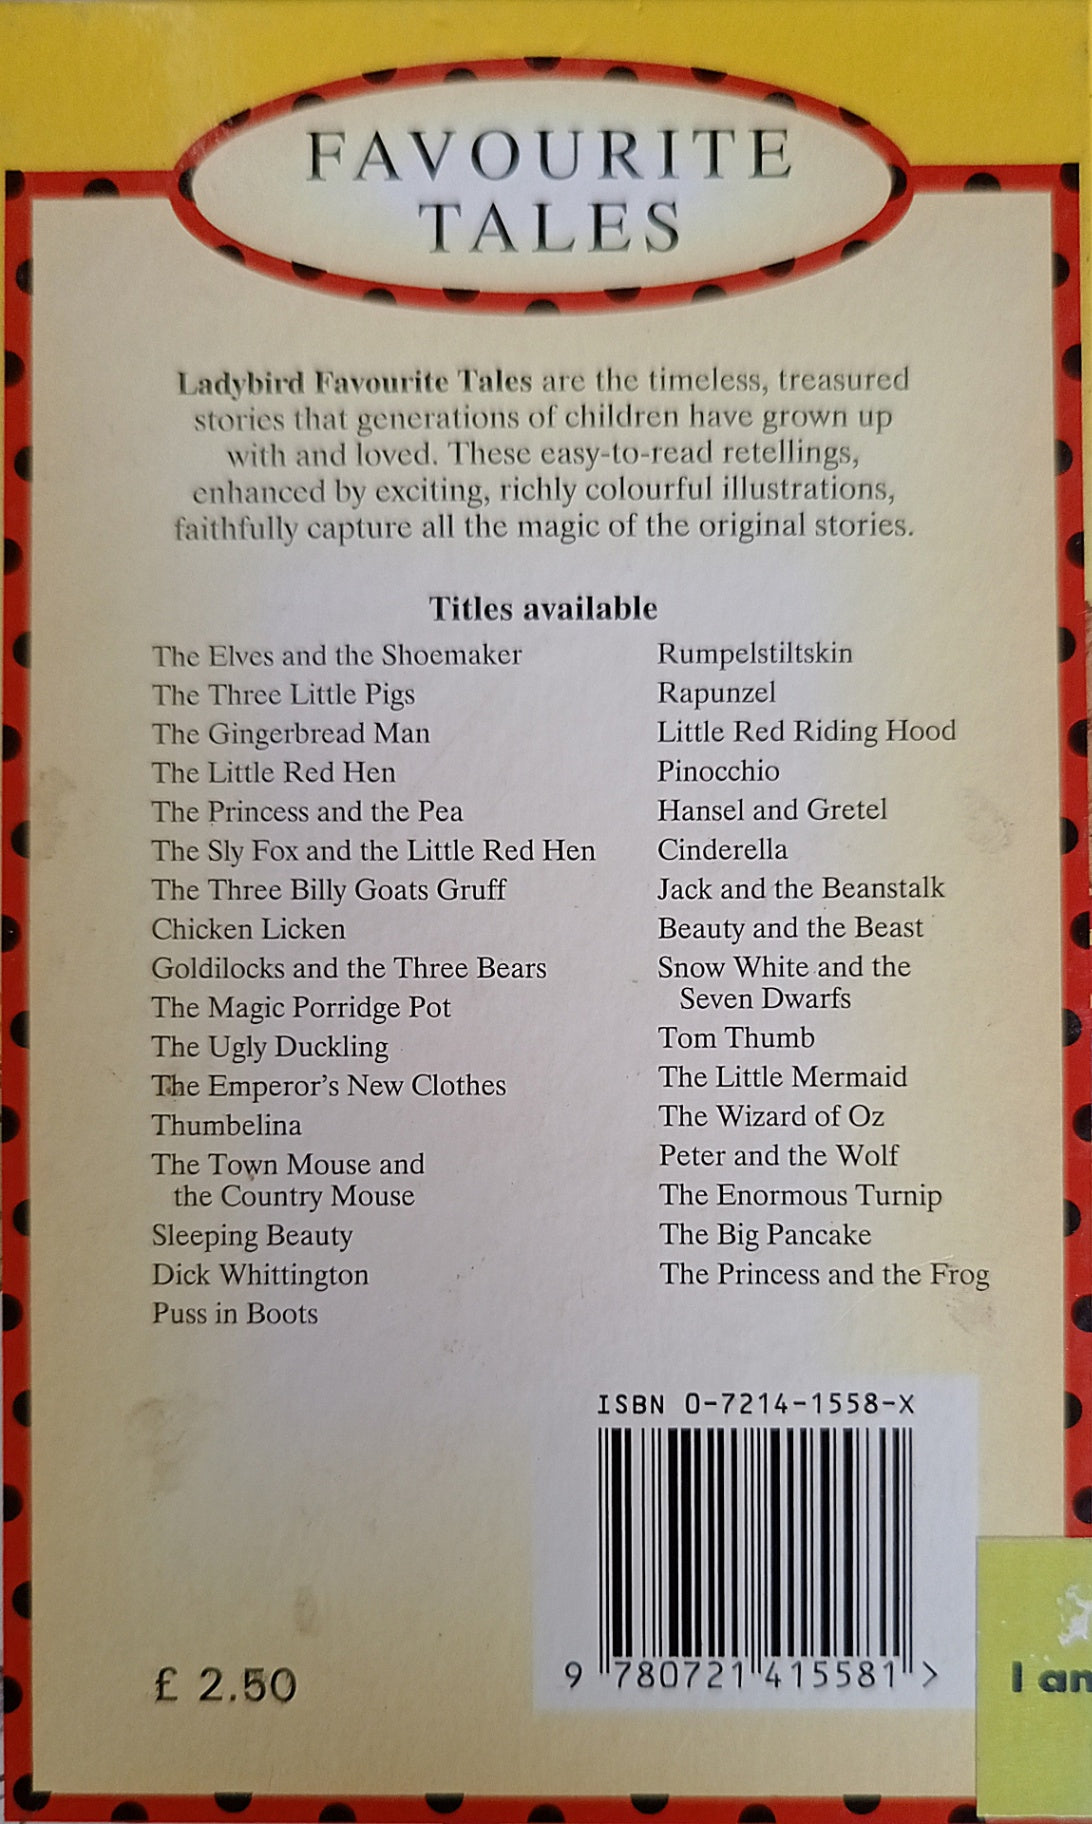 FAVOURITE
TALES
Ladybird Favourite Tales are the timeless, treasured
stories that generations of children have grown up
with and loved. These easy-to-read retellings,
enhanced by exciting, richly colourful illustrations,
faithfully capture all the magic of the original stories.
Titles available
The Elves and the Shoemaker
The Three Little Pigs
The Gingerbread Man
The Little Red Hen
The Princess and the Pea
The Sly Fox and the Little Red Hen
The Three Billy Goats Gruff
Chicken Licken
Goldilocks and the Three Bears
The Magic Porridge Pot
The Ugly Duckling
The Emperor's New Clothes
Thumbelina
The Town Mouse and
the Country Mouse
Sleeping Beauty
Dick Whittington
Puss in Boots
Rumpelstiltskin
Rapunzel
Little Red Riding Hood
Pinocchio
Hansel and Gretel
Cinderella
Jack and the Beanstalk
Beauty and the Beast
Snow White and the
Seven Dwarfs
Tom Thumb
The Little Mermaid
The Wizard of Oz
Peter and the Wolf
The Enormous Turnip
The Big Pancake
The Princess and the Frog
ISBN 0-7214-1558-X
9 780721 415581 >
£ 2.50
I an